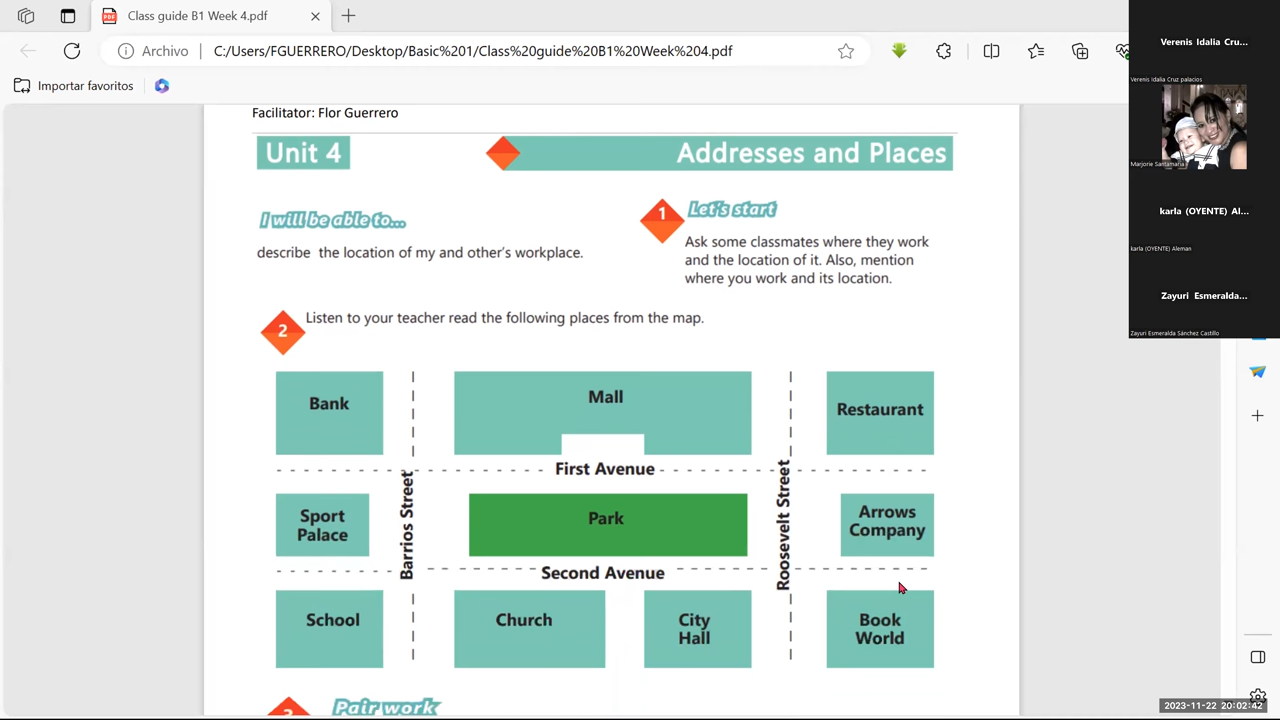 Class guide B1 Week 4.pdf
Archivo
C:/Users/FGUERRERO/Desktop/Basic%201/Class%20guide%20B1%20Week%204.pdf
Importar favoritos
Verenis Idalia Cru...
Verenis Idalia Cruz palacios
Marjorie Santamaria
karla (OYENTE) Al...
karla (OYENTE) Aleman
Zayuri Esmeralda...
Zayuri Esmeralda Sánchez Castillo
Facilitator: Flor Guerrero
Unit 4
Addresses and Places
I will be able to...
describe the location of my and other's workplace.
1
Let's start
Ask some classmates where they work
and the location of it. Also, mention
where you work and its location.
2
Listen to your teacher read the following places from the map.
Bank
Mall
Restaurant
First Avenue
Barrios Street
Roosevelt Street
Sport
Palace
Park
Arrows
Company
Second Avenue
School
Church
City
Hall
Book
World
3
Pair work
2023-11-22 20:02:42